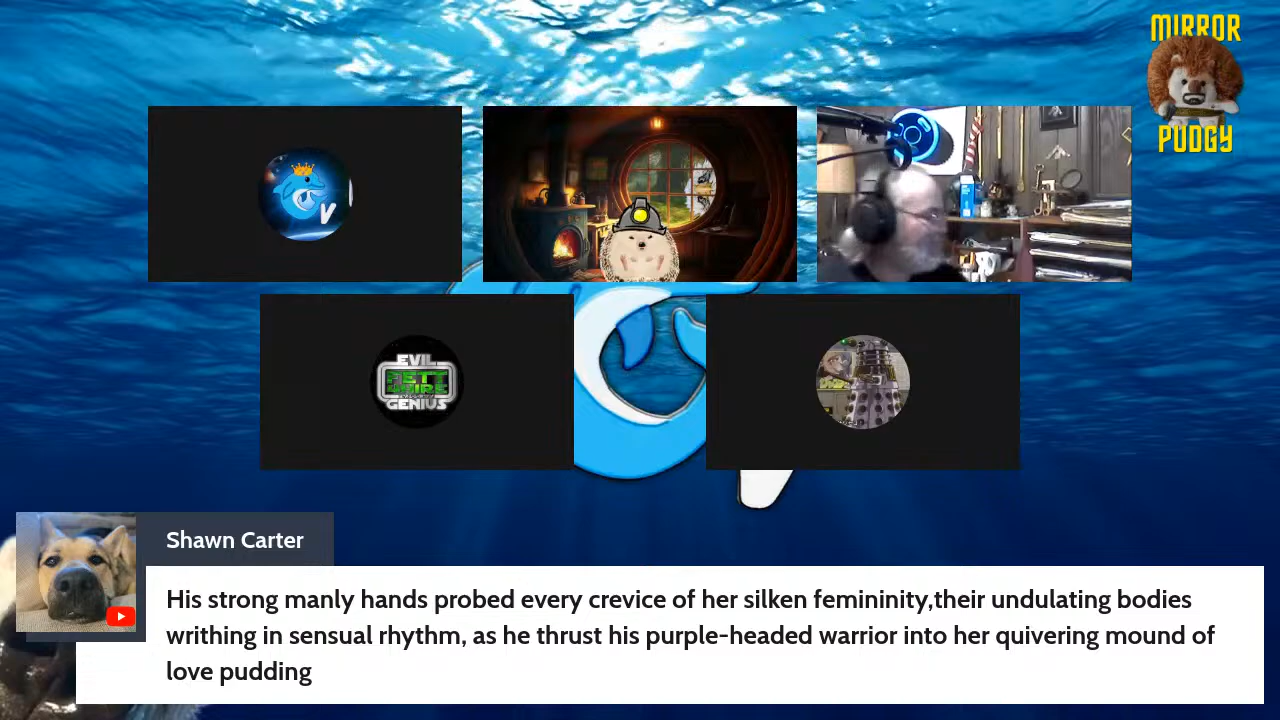 MIRROR
PUDGY
V
EVIL
FETT
GENIUS
Shawn Carter
His strong manly hands probed every crevice of her silken femininity,their undulating bodies
writhing in sensual rhythm, as he thrust his purple-headed warrior into her quivering mound of
love pudding